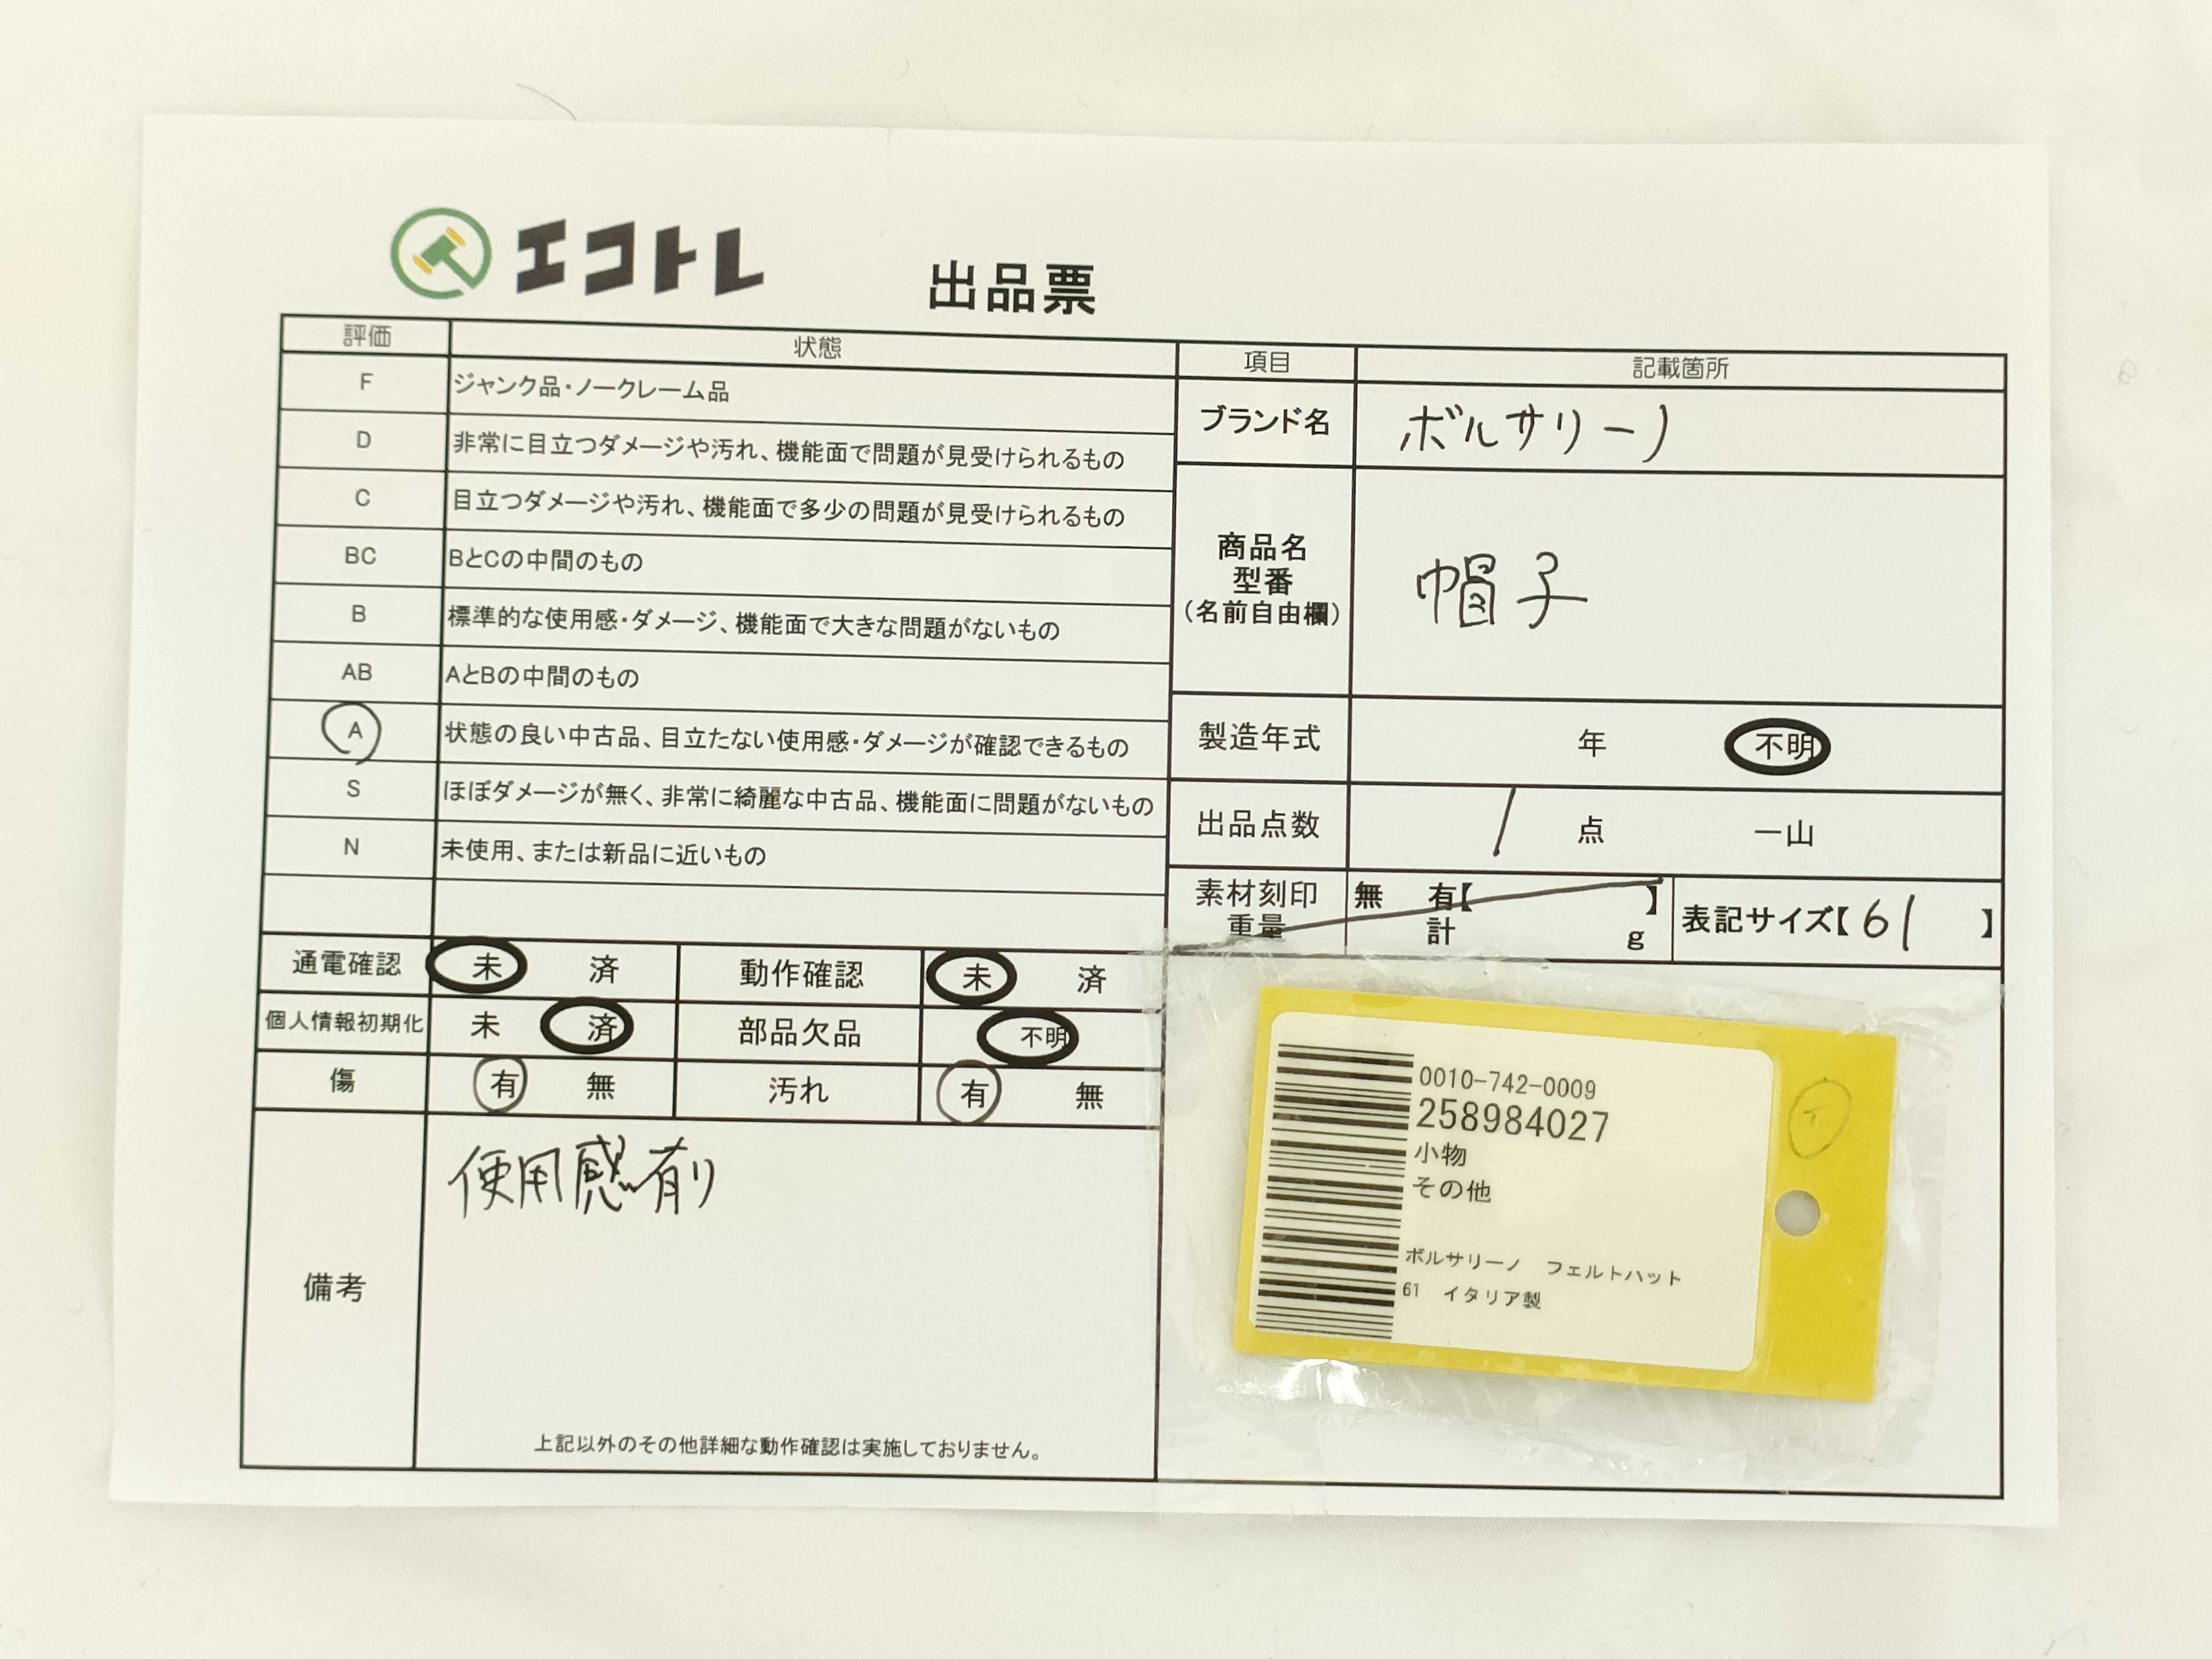 エコトレ
出品票
評価 状態
F ジャンク品・ノークレーム品
D 非常に目立つダメージや汚れ、機能面で問題が見受けられるもの
C 目立つダメージや汚れ、機能面で多少の問題が見受けられるもの
BC BとCの中間のもの
B 標準的な使用感・ダメージ、機能面で大きな問題がないもの
AB AとBの中間のもの
A 状態の良い中古品、目立たない使用感・ダメージが確認できるもの
S ほぼダメージが無く、非常に綺麗な中古品、機能面に問題がないもの
N 未使用、または新品に近いもの
項目 記載箇所
ブランド名 ボルサリーノ
商品名
型番
(名前自由欄)
帽子
製造年式 年 不明
出品点数 1 点 一山
素材刻印 無 有【 】
重量 計 g
表記サイズ【61 】
通電確認 未 済 動作確認 未 済
個人情報初期化 未 済 部品欠品 不明
傷 有 無 汚れ 有 無
備考
使用感有り
上記以外のその他詳細な動作確認は実施しておりません。
0010-742-0009
258984027
小物
その他
ボルサリーノ フェルトハット
61 イタリア製